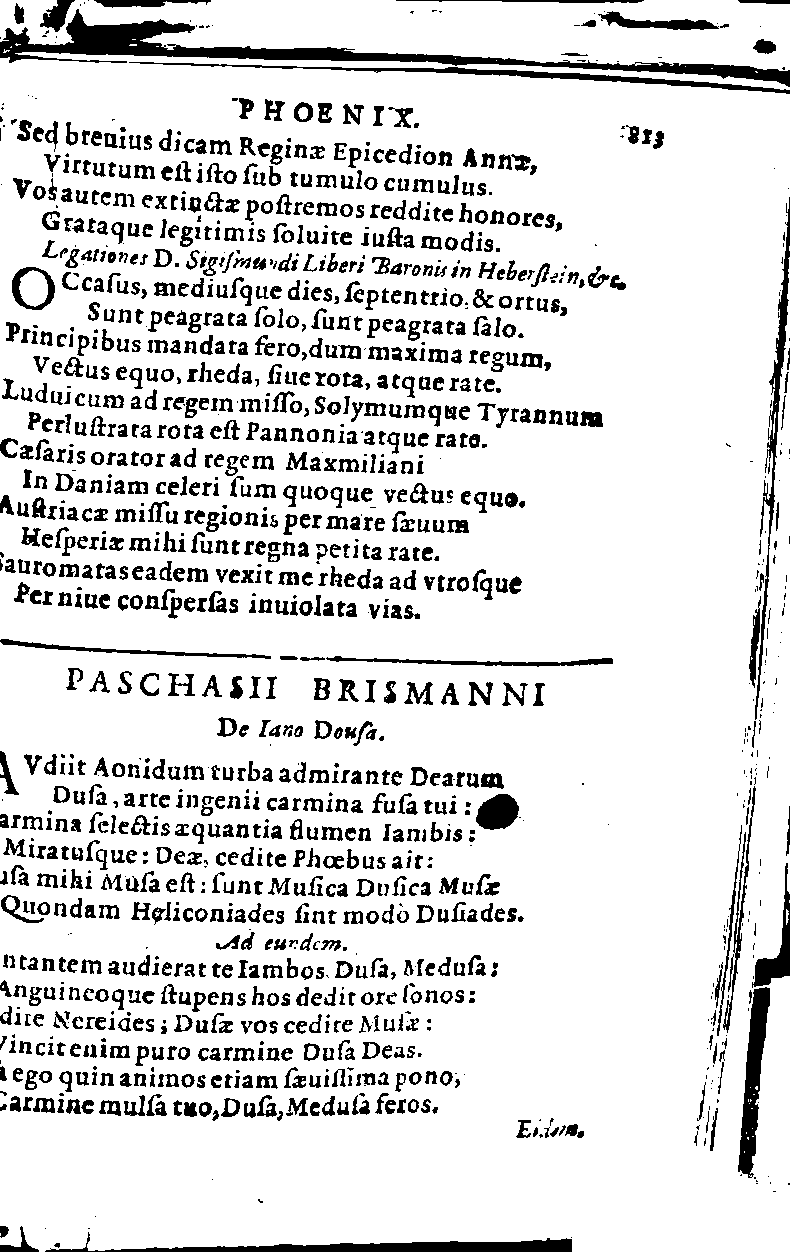 PHOENIX. 813
Sed breuius dicam Reginæ Epicedion Annæ,
Virtutum eſt iſto ſub tumulo cumulus.
Vos autem extinctæ poſtremos reddite honores,
Grataque legitimis ſoluite iuſta modis.
Legationes D. Sigiſmundi Liberi Baronis in Heberſtein, &c.
OCcaſus, mediuſque dies, ſeptentrio, & ortus,
Sunt peagrata ſolo, ſunt peagrata ſalo.
Principibus mandata fero, dum maxima regum,
Vectus equo, rheda, ſiue rota, atque rate.
Luduicum ad regem miſſo, Solymumque Tyrannum
Perluſtrata rota eſt Pannonia atque rate.
Cæſaris orator ad regem Maxmiliani
In Daniam celeri ſum quoque vectus equo.
Auſtriacæ miſſu regionis per mare ſæuum
Heſperiæ mihi ſunt regna petita rate.
Sauromatas eadem vexit me rheda ad vtroſque
Per niue conſperſas inuiolata vias.
PASCHASII BRISMANNI
De Iano Douſa.
AVdiit Aonidum turba admirante Dearum
Duſa, arte ingenii carmina fuſa tui:
armina ſelectis æquantia flumen Iambis:
Miratuſque: Deæ, cedite Phœbus ait:
uſa mihi Muſa eſt: ſunt Muſica Duſica Muſæ
Quondam Heliconiades ſint modò Duſiades.
Ad eundem.
ntantem audierat te Iambos Duſa, Meduſa;
Anguineoque ſtupens hos dedit ore ſonos:
dite Nereides; Duſæ vos cedite Muſæ:
Vincit enim puro carmine Duſa Deas.
ego quin animos etiam ſæuiſſima pono,
Carmine mulſa tuo, Duſa, Meduſa feros.
Eidem.